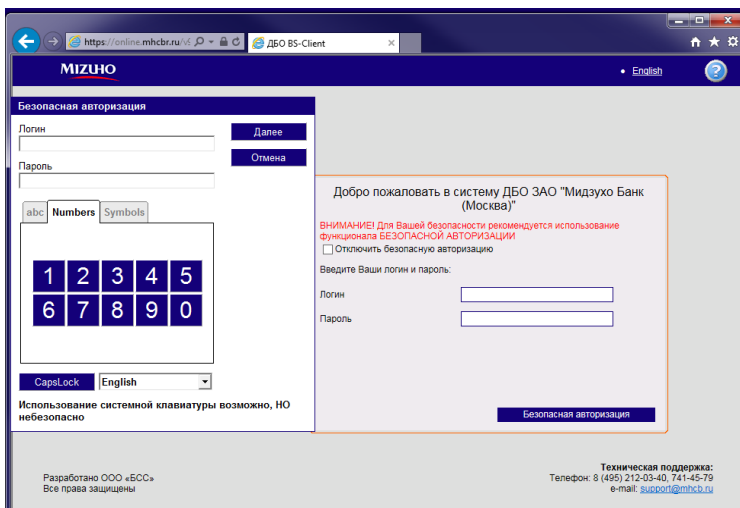 https://online.mhcbr.ru/v
ДБО BS-Client
MIZUHO
English
Безопасная авторизация
Логин
Далее
Пароль
Отмена
abc Numbers Symbols
1 2 3 4 5
6 7 8 9 0
CapsLock English
Использование системной клавиатуры возможно, НО
небезопасно
Добро пожаловать в систему ДБО ЗАО "Мидзухо Банк
(Москва)"
ВНИМАНИЕ! Для Вашей безопасности рекомендуется использование
функционала БЕЗОПАСНОЙ АВТОРИЗАЦИИ
Отключить безопасную авторизацию
Введите Ваши логин и пароль:
Логин
Пароль
Безопасная авторизация
Разработано ООО «БСС»
Все права защищены
Техническая поддержка:
Телефон: 8 (495) 212-03-40, 741-45-79
e-mail: support@mhcb.ru